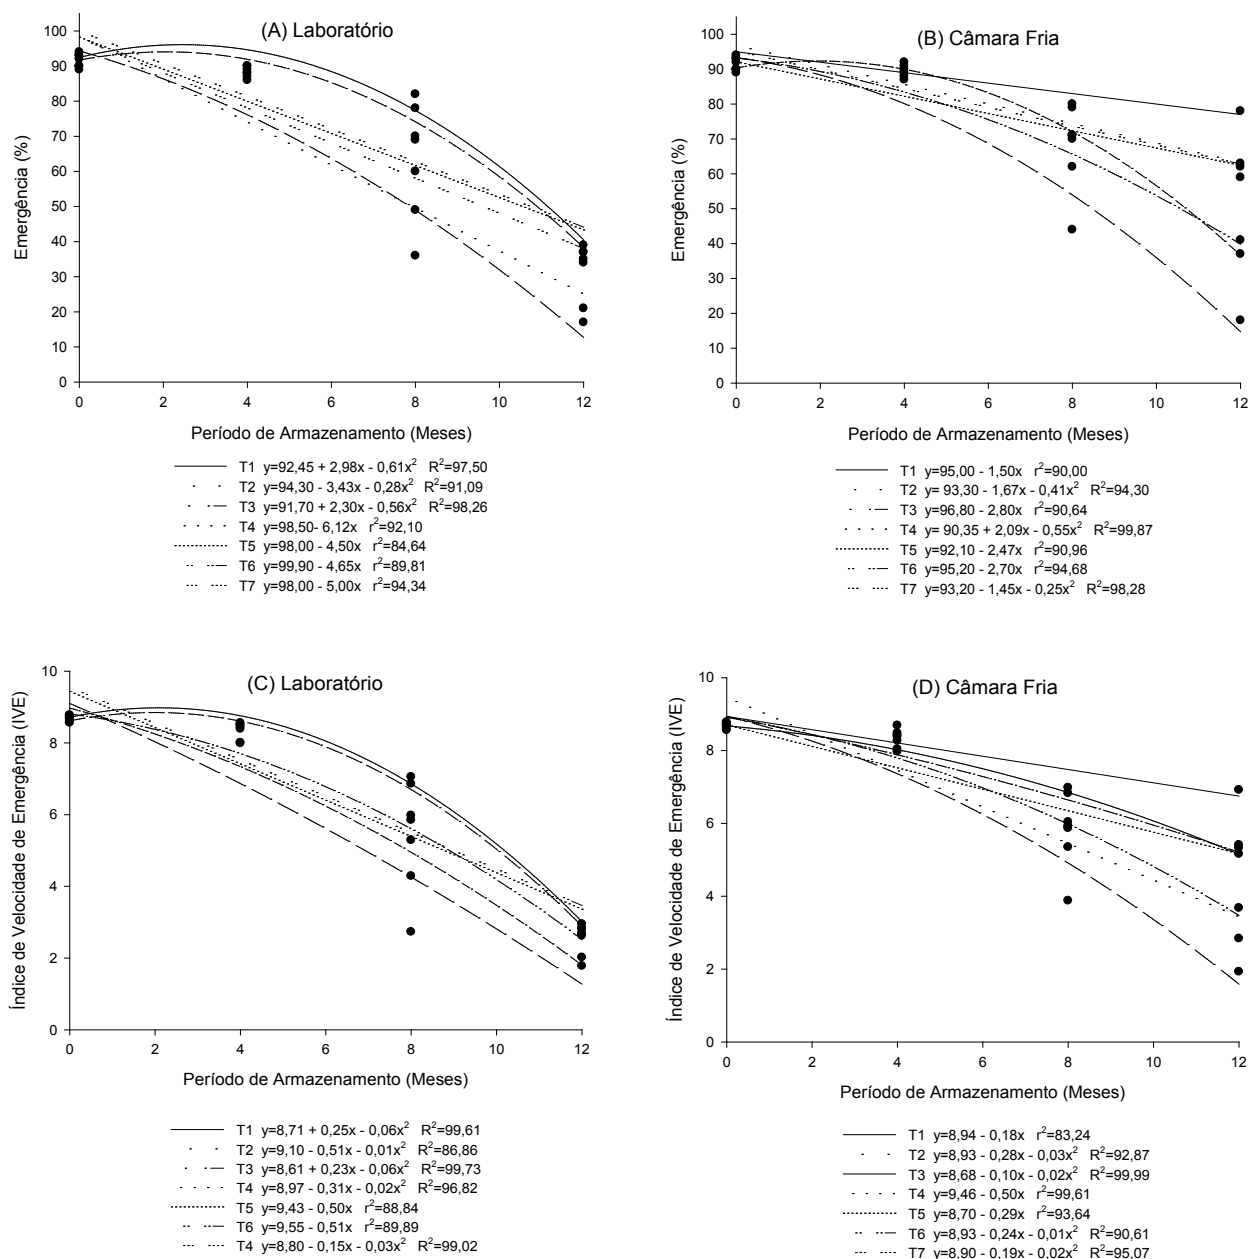 (A) Laboratório
Emergência (%)
100
90
80
70
60
50
40
30
20
10
0
0 2 4 6 8 10 12
Período de Armazenamento (Meses)
T1 y=92,45 + 2,98x - 0,61x² R²=97,50
T2 y=94,30 - 3,43x - 0,28x² R²=91,09
T3 y=91,70 + 2,30x - 0,56x² R²=98,26
T4 y=98,50- 6,12x r²=92,10
T5 y=98,00 - 4,50x r²=84,64
T6 y=99,90 - 4,65x r²=89,81
T7 y=98,00 - 5,00x r²=94,34
(B) Câmara Fria
Emergência (%)
100
90
80
70
60
50
40
30
20
10
0
0 2 4 6 8 10 12
Período de Armazenamento (Meses)
T1 y=95,00 - 1,50x r²=90,00
T2 y= 93,30 - 1,67x - 0,41x² R²=94,30
T3 y=96,80 - 2,80x r²=90,64
T4 y= 90,35 + 2,09x - 0,55x² R²=99,87
T5 y=92,10 - 2,47x r²=90,96
T6 y=95,20 - 2,70x r²=94,68
T7 y=93,20 - 1,45x - 0,25x² R²=98,28
(C) Laboratório
Índice de Velocidade de Emergência (IVE)
10
8
6
4
2
0
0 2 4 6 8 10 12
Período de Armazenamento (Meses)
T1 y=8,71 + 0,25x - 0,06x² R²=99,61
T2 y=9,10 - 0,51x - 0,01x² R²=86,86
T3 y=8,61 + 0,23x - 0,06x² R²=99,73
T4 y=8,97 - 0,31x - 0,02x² R²=96,82
T5 y=9,43 - 0,50x r²=88,84
T6 y=9,55 - 0,51x r²=89,89
T4 y=8,80 - 0,15x - 0,03x² R²=99,02
(D) Câmara Fria
Índice de Velocidade de Emergência (IVE)
10
8
6
4
2
0
0 2 4 6 8 10 12
Período de Armazenamento (Meses)
T1 y=8,94 - 0,18x r²=83,24
T2 y=8,93 - 0,28x - 0,03x² R²=92,87
T3 y=8,68 - 0,10x - 0,02x² R²=99,99
T4 y=9,46 - 0,50x r²=99,61
T5 y=8,70 - 0,29x r²=93,64
T6 y=8,93 - 0,24x - 0,01x² R²=90,61
T7 y=8,90 - 0,19x - 0,02x² R²=95,07